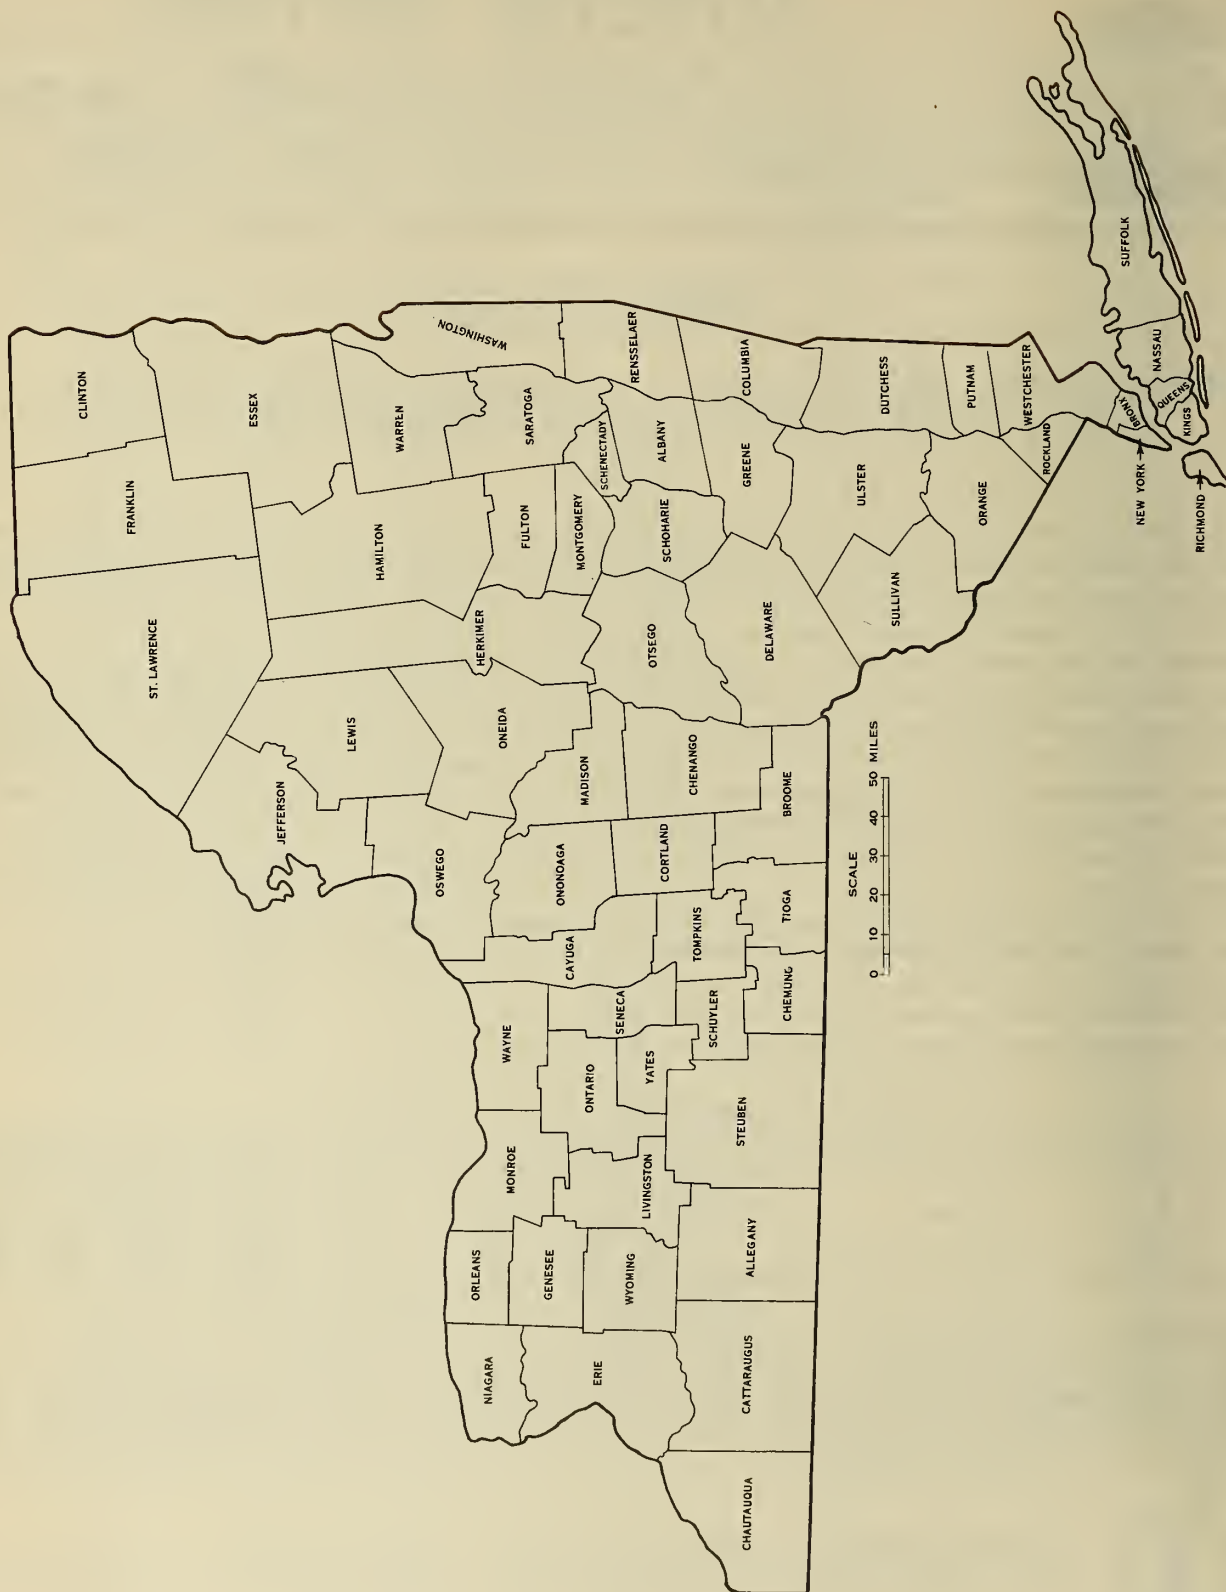 CLINTON
FRANKLIN
ST. LAWRENCE
ESSEX
HAMILTON
HERKIMER
LEWIS
JEFFERSON
WARREN
WASHINGTON
SARATOGA
FULTON
MONTGOMERY
ONEIDA
OSWEGO
SCHENECTADY
RENSSELAER
ALBANY
SCHOHARIE
OTSEGO
MADISON
ONONOAGA
CAYUGA
WAYNE
MONROE
ORLEANS
NIAGARA
GENESEE
ERIE
WYOMING
LIVINGSTON
ONTARIO
SENECA
YATES
CORTLAND
CHENANGO
COLUMBIA
GREENE
DELAWARE
BROOME
TIOGA
TOMPKINS
SCHUYLER
CHEMUNG
STEUBEN
ALLEGANY
CATTARAUGUS
CHAUTAUQUA
DUTCHESS
ULSTER
SULLIVAN
ORANGE
PUTNAM
WESTCHESTER
ROCKLAND
BRONX
NEW YORK
QUEENS
KINGS
RICHMOND
NASSAU
SUFFOLK
SCALE
0 10 20 30 40 50 MILES